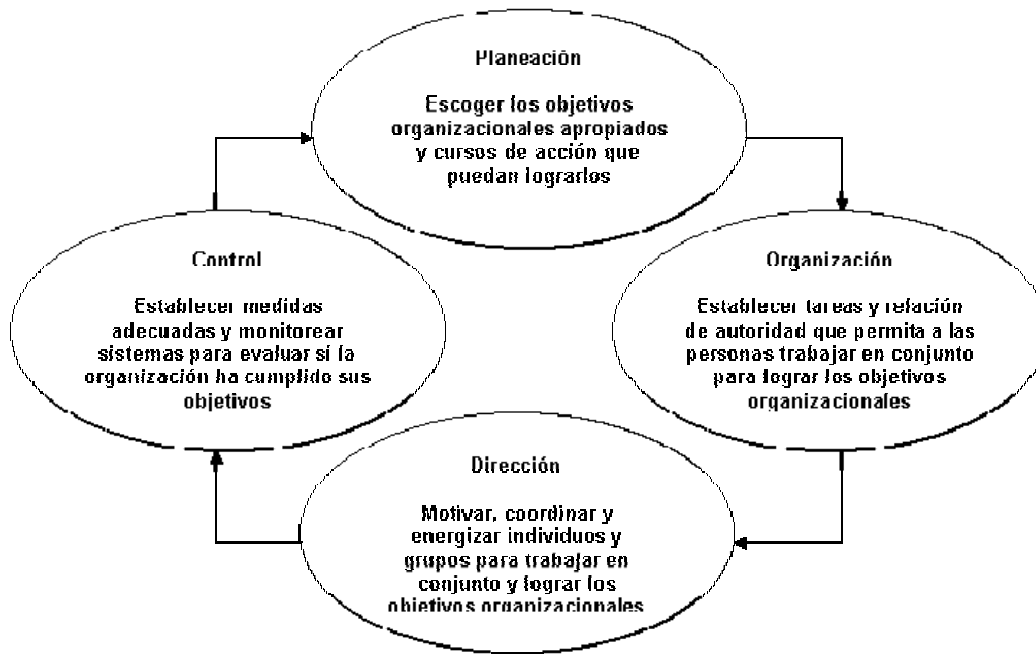 Planeación
Escoger los objetivos
organizacionales apropiados
y cursos de acción que
puedan lograrlos
Control
Establecer medidas
adecuadas y monitorear
sistemas para evaluar sí la
organización ha cumplido sus
objetivos
Organización
Establecer tareas y relación
de autoridad que permita a las
personas trabajar en conjunto
para lograr los objetivos
organizacionales
Dirección
Motivar, coordinar y
energizar individuos y
grupos para trabajar en
conjunto y lograr los
objetivos organizacionales